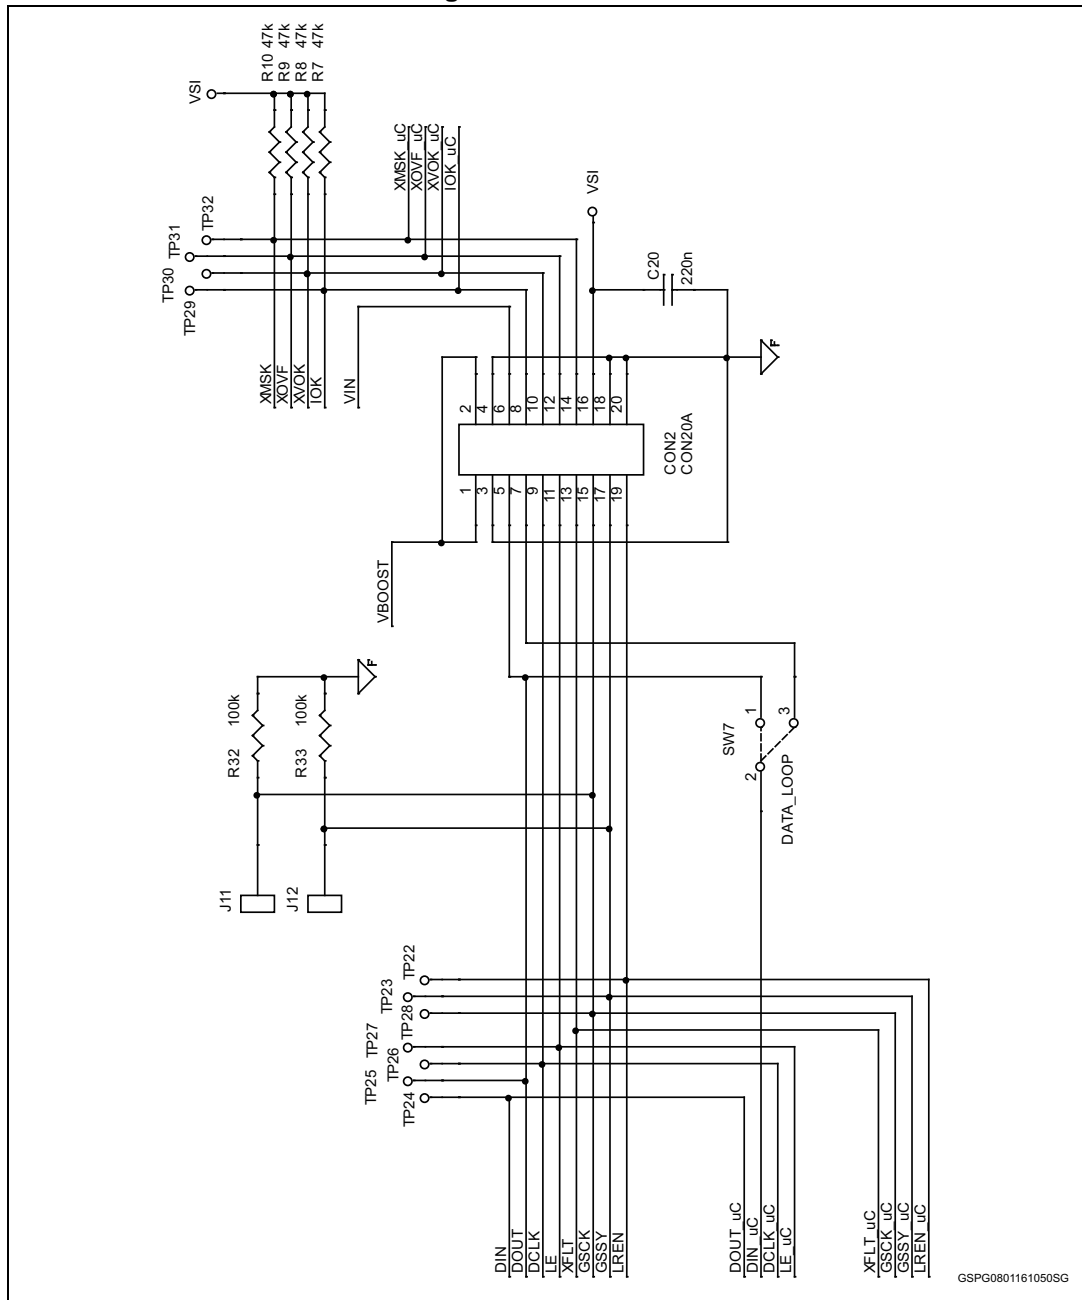 R10 47k
R9 47k
R8 47k
R7 47k
VSI
XMSK_uC
XOVF_uC
XVOK_uC
IOK_uC
VSI
TP32
TP31
TP30
TP29
C20
220n
XMSK
XOVF
XVOK
IOK
VIN
F
2
4
6
8
10
12
14
16
18
20
CON2
CON20A
1
3
5
7
9
11
13
15
17
19
VBOOST
F
R32 100k
R33 100k
SW7
1
3
2
DATA_LOOP
J11
J12
TP22
TP23
TP28
TP27
TP26
TP25
TP24
DIN
DOUT
DCLK
LE
XFLT
GSCK
GSSY
LREN
DOUT_uC
DIN_uC
DCLK_uC
LE_uC
XFLT_uC
GSCK_uC
GSSY_uC
LREN_uC
GSPG0801161050SG